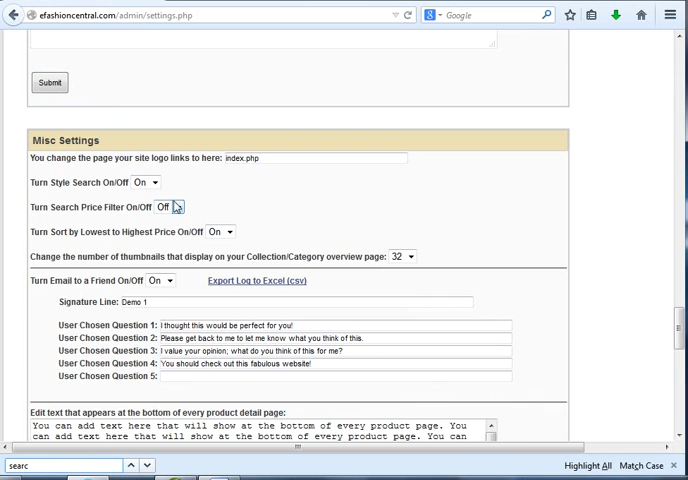 efashioncentral.com/admin/settings.php
Google
Submit
Misc Settings
You change the page your site logo links to here: index.php
Turn Style Search On/Off On
Turn Search Price Filter On/Off Off
Turn Sort by Lowest to Highest Price On/Off On
Change the number of thumbnails that display on your Collection/Category overview page: 32
Turn Email to a Friend On/Off On Export Log to Excel (csv)
Signature Line: Demo 1
User Chosen Question 1: I thought this would be perfect for you!
User Chosen Question 2: Please get back to me to let me know what you think of this.
User Chosen Question 3: I value your opinion; what do you think of this for me?
User Chosen Question 4: You should check out this fabulous website!
User Chosen Question 5:
Edit text that appears at the bottom of every product detail page:
You can add text here that will show at the bottom of every product page. You
can add text here that will show at the bottom of every product page. You can
searc Highlight All Match Case